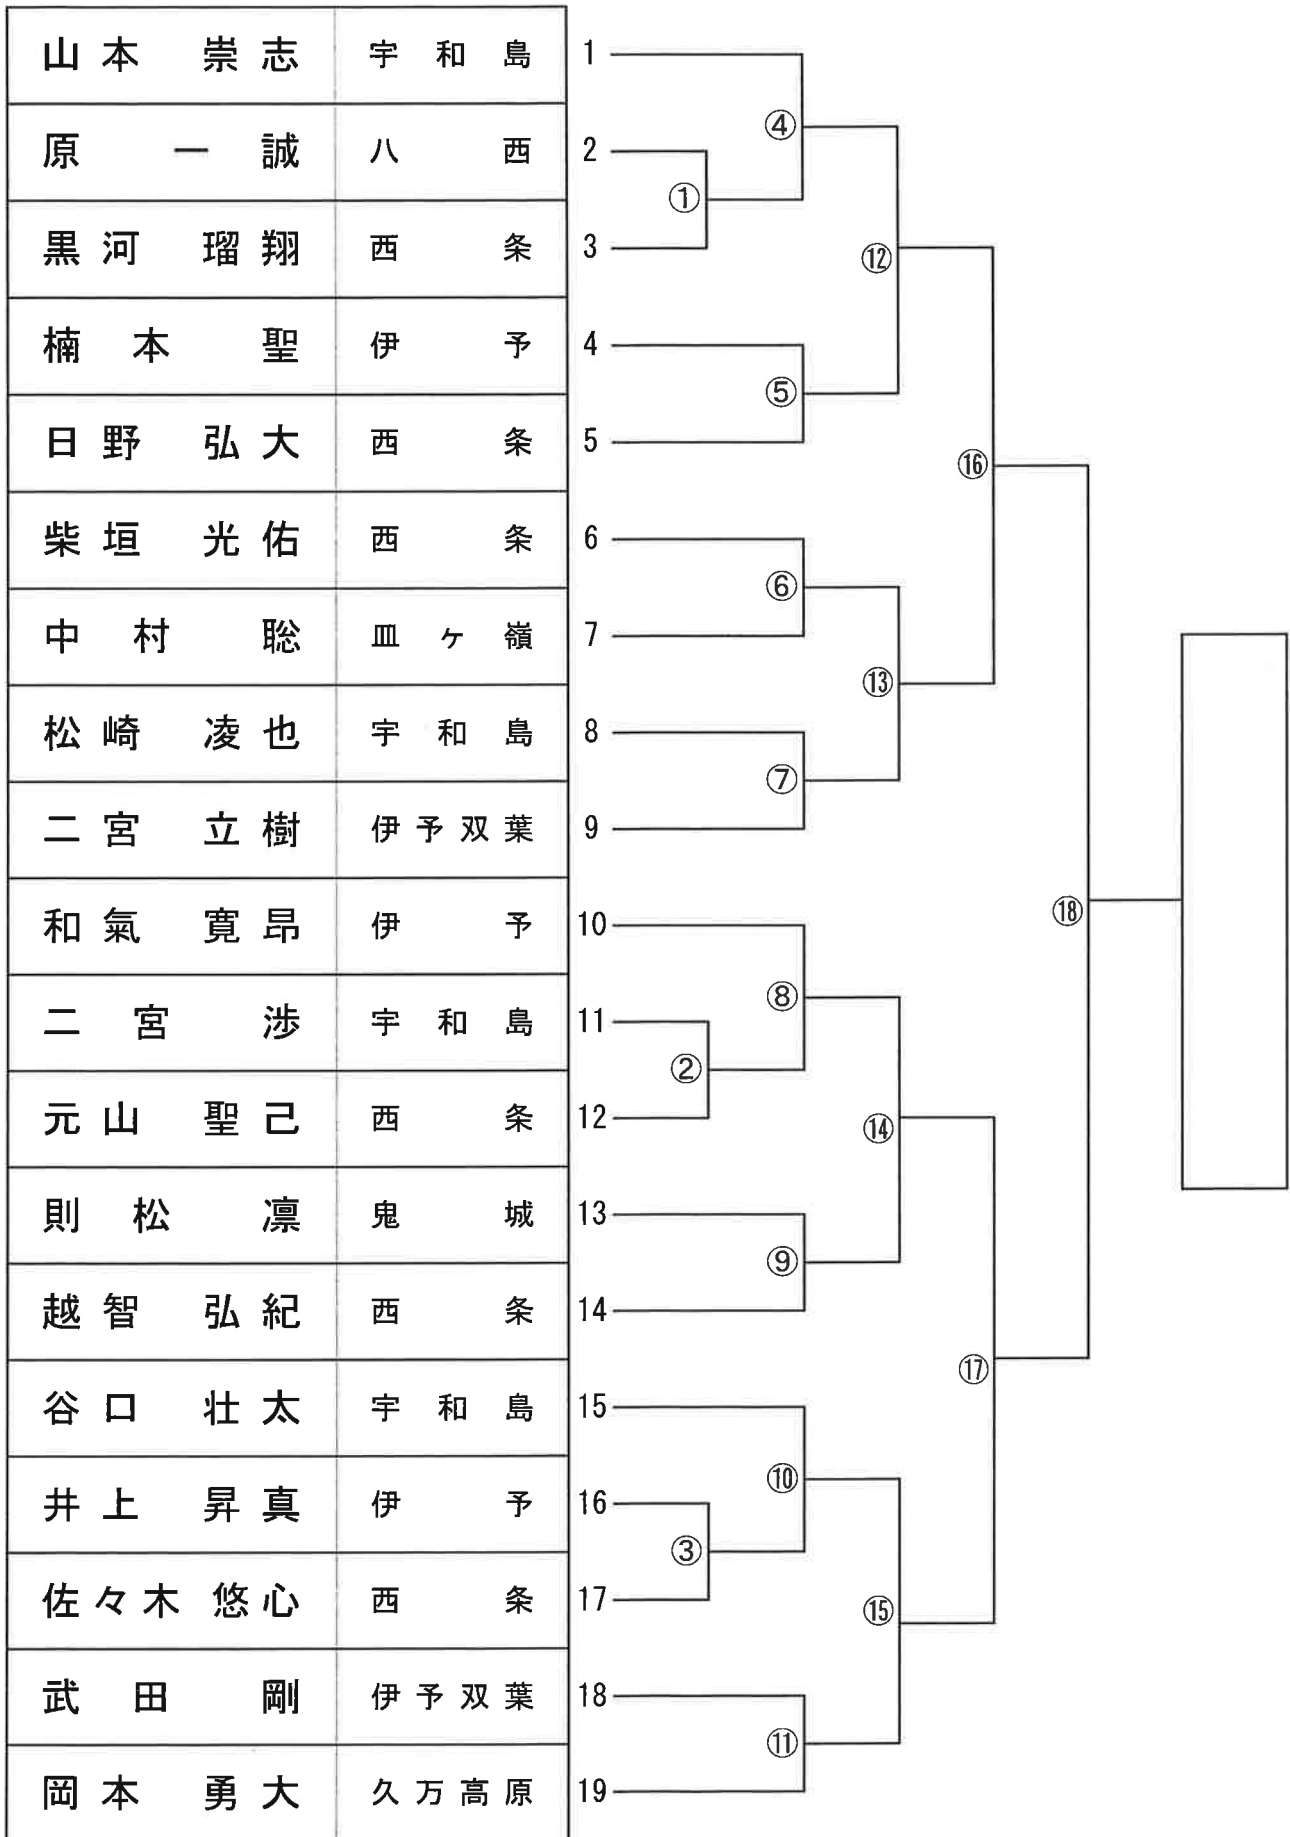 山本 崇志 宇和島 1
④
原 一誠 八西 2
①
黒河 瑠翔 西条 3
⑫
楠本 聖 伊予 4
⑤
日野 弘大 西条 5
⑯
柴垣 光佑 西条 6
⑥
中村 聡 皿ヶ嶺 7
⑬
松崎 凌也 宇和島 8
⑦
二宮 立樹 伊予双葉 9
⑱
和氣 寛昂 伊予 10
⑧
二宮 渉 宇和島 11
②
元山 聖己 西条 12
⑭
則松 凛 鬼城 13
⑨
越智 弘紀 西条 14
⑰
谷口 壮太 宇和島 15
⑩
井上 昇真 伊予 16
③
佐々木 悠心 西条 17
⑮
武田 剛 伊予双葉 18
⑪
岡本 勇大 久万高原 19